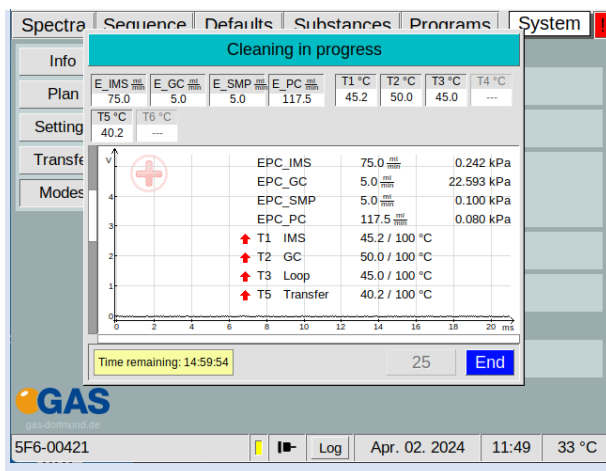 Spectra Sequence Defaults Substances Programs System !
Info
Plan
Setting
Transfe
Modes
Cleaning in progress
E_IMS ml/min E_GC ml/min E_SMP ml/min E_PC ml/min T1 °C T2 °C T3 °C T4 °C
75.0 5.0 5.0 117.5 45.2 50.0 45.0 ---
T5 °C T6 °C
40.2 ---
V
EPC_IMS 75.0 ml/min 0.242 kPa
EPC_GC 5.0 ml/min 22.593 kPa
EPC_SMP 5.0 ml/min 0.100 kPa
EPC_PC 117.5 ml/min 0.080 kPa
T1 IMS 45.2 / 100 °C
T2 GC 50.0 / 100 °C
T3 Loop 45.0 / 100 °C
T5 Transfer 40.2 / 100 °C
4
3
2
1
0
0 2 4 6 8 10 12 14 16 18 20 ms
Time remaining: 14:59:54 25 End
GAS
gas-dortmund.de
5F6-00421 Log Apr. 02. 2024 11:49 33 °C